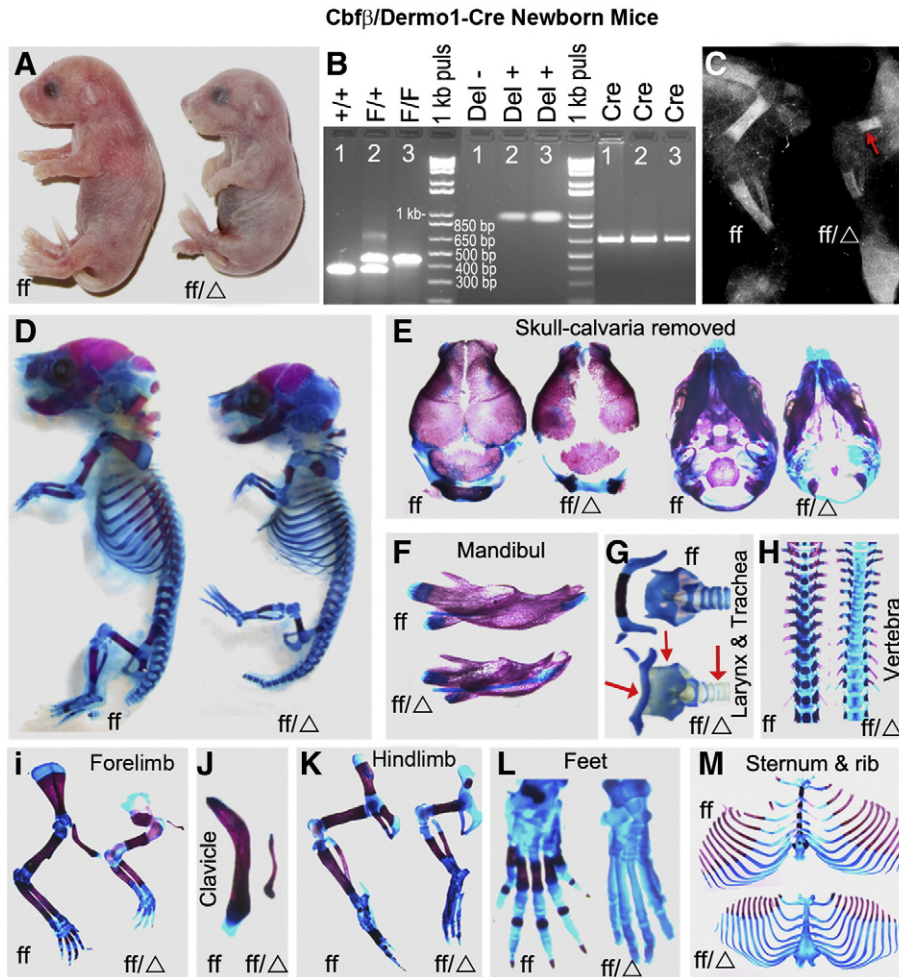 Cbfβ/Dermo1-Cre Newborn Mice
A
ff
ff/△
B
+/+
F/+
F/F
1 kb puls
Del -
Del +
Del +
1 kb puls
Cre
Cre
Cre
1 2 3 1 2 3 1 2 3
1 kb-
850 bp
650 bp
500 bp
400 bp
300 bp
C
ff
ff/△
D
ff
ff/△
E
Skull-calvaria removed
ff
ff/△
ff
ff/△
F
Mandibul
ff
ff/△
G
ff
ff/△
Larynx & Trachea
H
ff
ff/△
Vertebra
i
Forelimb
ff
ff/△
J
Clavicle
ff
ff/△
K
Hindlimb
ff
ff/△
L
Feet
ff
ff/△
M
Sternum & rib
ff
ff/△